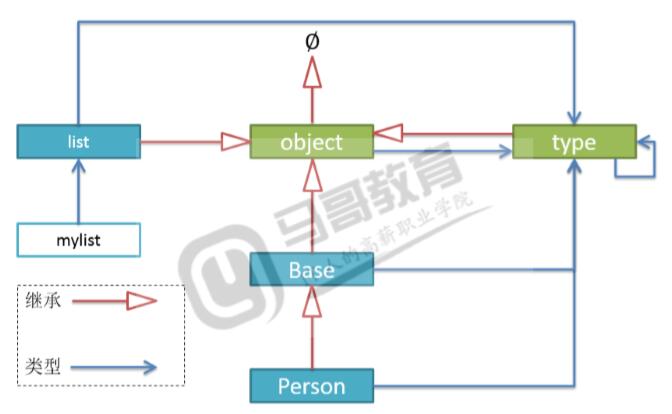 Ø
list
object
type
mylist
马哥教育
人的高薪职业学院
Base
继承
类型
Person